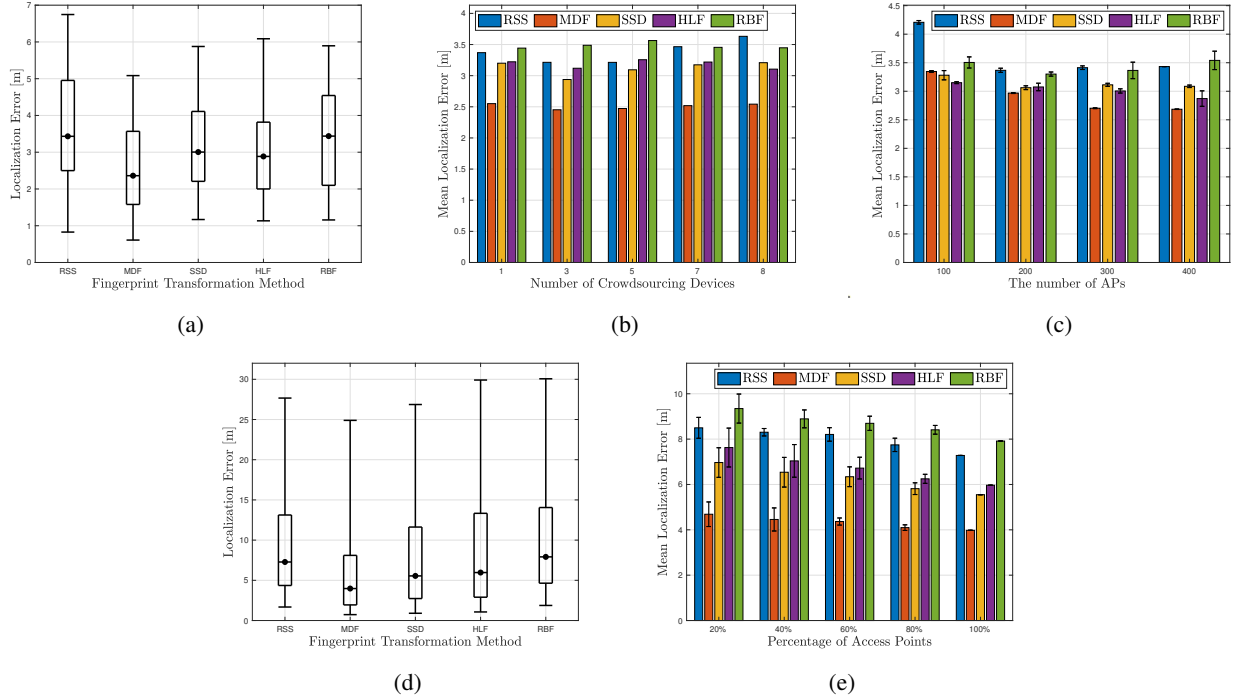 7
6
5
4
3
2
1
0
Localization Error [m]
RSS MDF SSD HLF RBF
Fingerprint Transformation Method
(a)
RSS MDF SSD HLF RBF
4
3.5
3
2.5
2
1.5
1
0.5
0
Mean Localization Error [m]
1 3 5 7 8
Number of Crowdsourcing Devices
(b)
RSS MDF SSD HLF RBF
4.5
4
3.5
3
2.5
2
1.5
1
0.5
0
Mean Localization Error [m]
100 200 300 400
The number of APs
(c)
30
25
20
15
10
5
0
Localization Error [m]
RSS MDF SSD HLF RBF
Fingerprint Transformation Method
(d)
RSS MDF SSD HLF RBF
10
8
6
4
2
0
Mean Localization Error [m]
20% 40% 60% 80% 100%
Percentage of Access Points
(e)